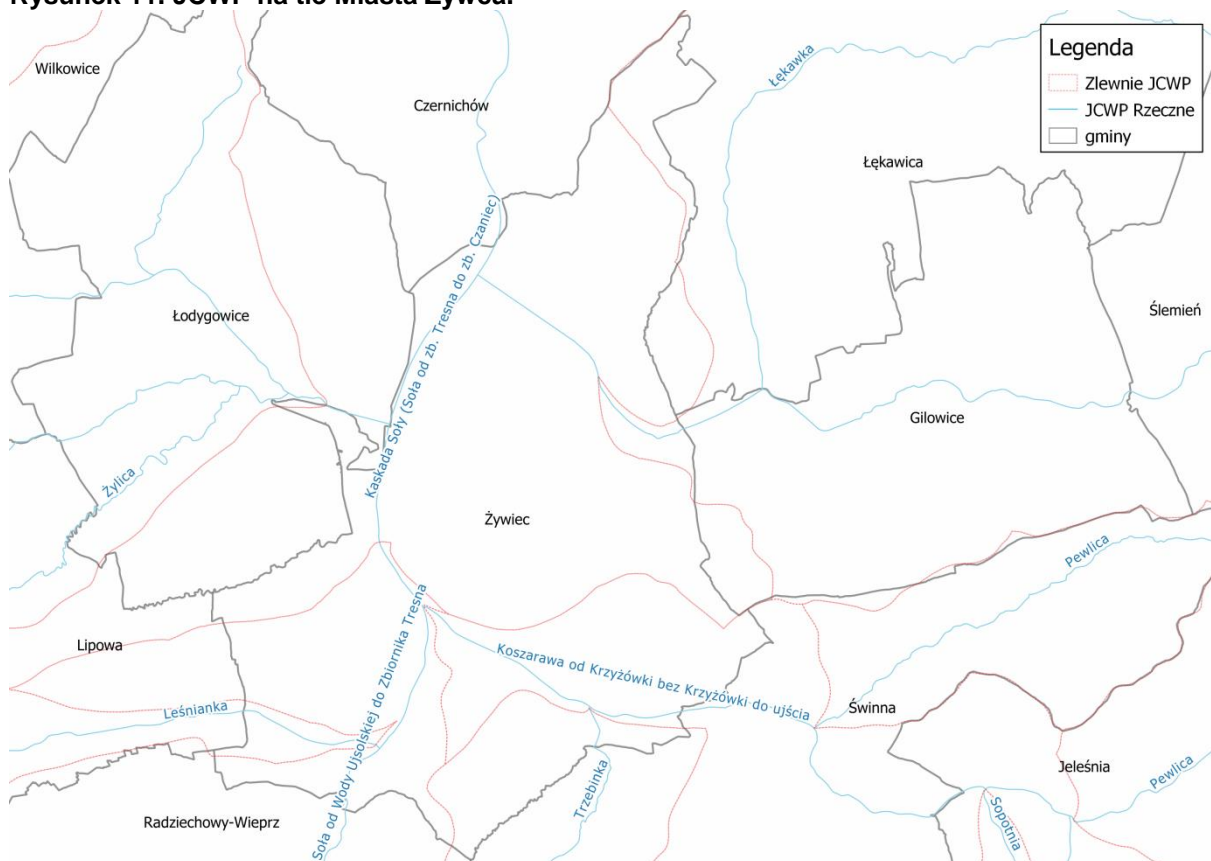 Rysunek 11. JCWP na tle Miasta Żywca.
Legenda
Zlewnie JCWP
JCWP Rzeczne
gminy
Wilkowice
Czernichów
Łękawka
Łękawica
Łodygowice
Ślemień
Kaskada Soły (Soła od zb. Tresna do zb. Czaniec)
Gilowice
Żylica
Żywiec
Pewlica
Lipowa
Soła od Wody Ujsolskiej do Zbiornika Tresna
Koszarawa od Krzyżówki bez Krzyżówki do ujścia
Leśnianka
Świnna
Jeleśnia
Pewlica
Trzebinka
Sopotnia
Radziechowy-Wieprz